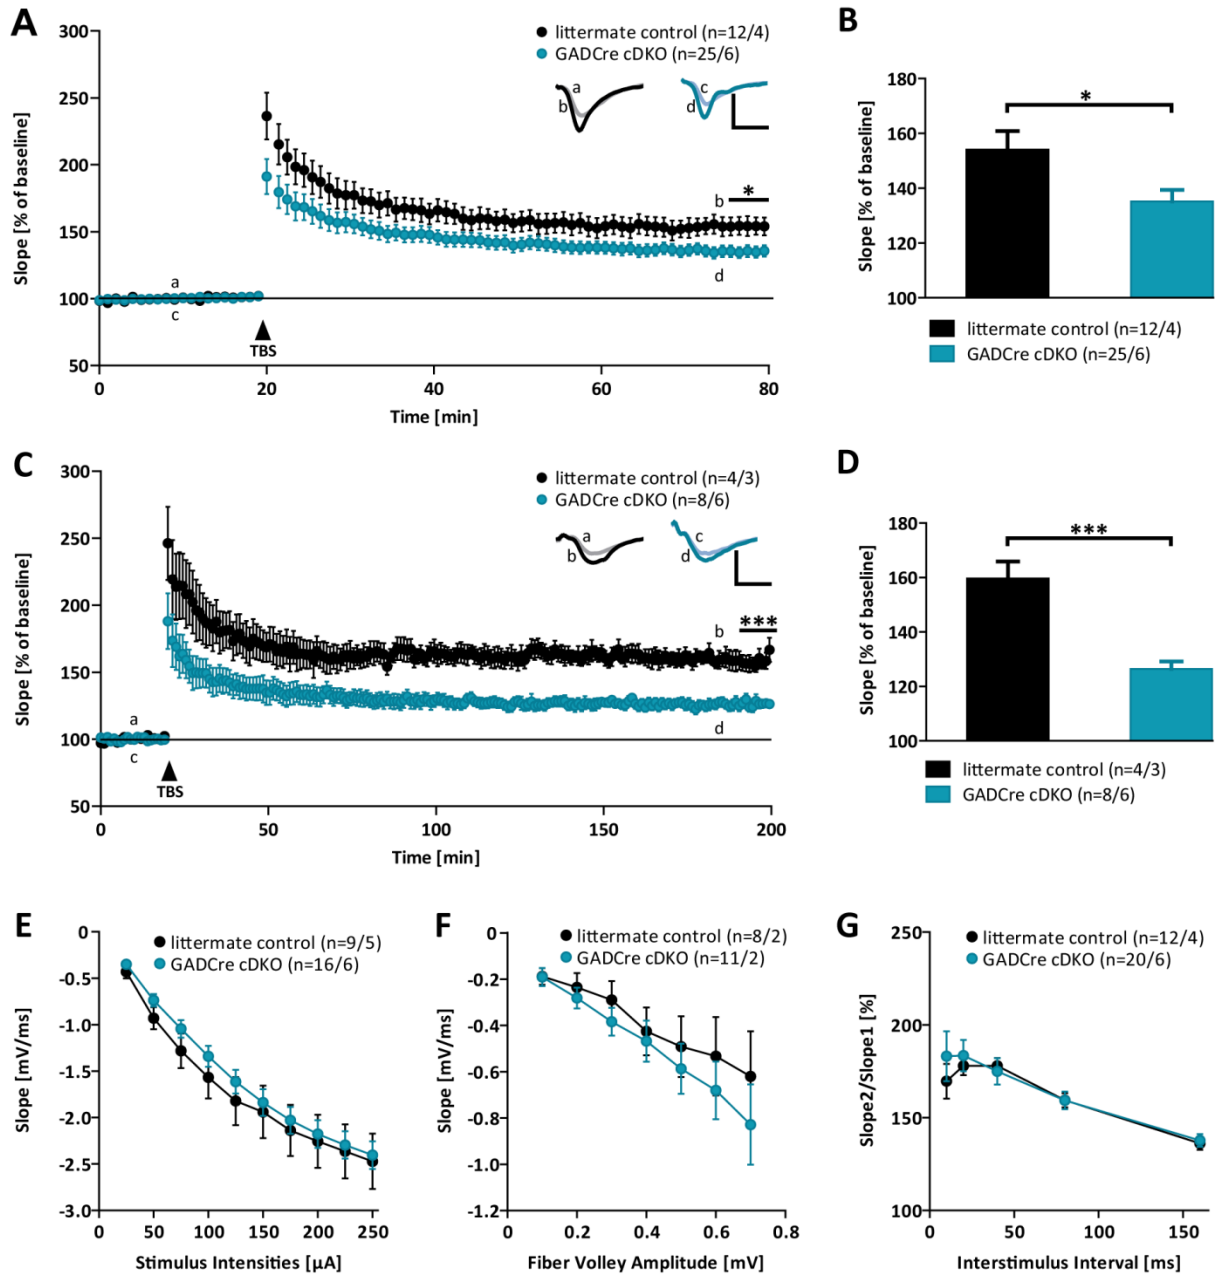 A
B
300
250
200
150
100
50
Slope [% of baseline]
littermate control (n=12/4)
GADCre cDKO (n=25/6)
a
b
c
d
b
*
d
a
c
TBS
0
20
40
60
80
Time [min]
180
160
140
120
100
Slope [% of baseline]
*
littermate control (n=12/4)
GADCre cDKO (n=25/6)
C
D
300
250
200
150
100
50
Slope [% of baseline]
littermate control (n=4/3)
GADCre cDKO (n=8/6)
a
b
c
d
b
***
d
a
c
TBS
0
50
100
150
200
Time [min]
180
160
140
120
100
Slope [% of baseline]
***
littermate control (n=4/3)
GADCre cDKO (n=8/6)
E
F
G
0
-0.5
-1.0
-1.5
-2.0
-2.5
-3.0
Slope [mV/ms]
littermate control (n=9/5)
GADCre cDKO (n=16/6)
0
50
100
150
200
250
Stimulus Intensities [µA]
0
-0.2
-0.4
-0.6
-0.8
-1.0
-1.2
Slope [mV/ms]
littermate control (n=8/2)
GADCre cDKO (n=11/2)
0
0.2
0.4
0.6
0.8
Fiber Volley Amplitude [mV]
250
200
150
100
Slope2/Slope1 [%]
littermate control (n=12/4)
GADCre cDKO (n=20/6)
0
50
100
150
Interstimulus Interval [ms]